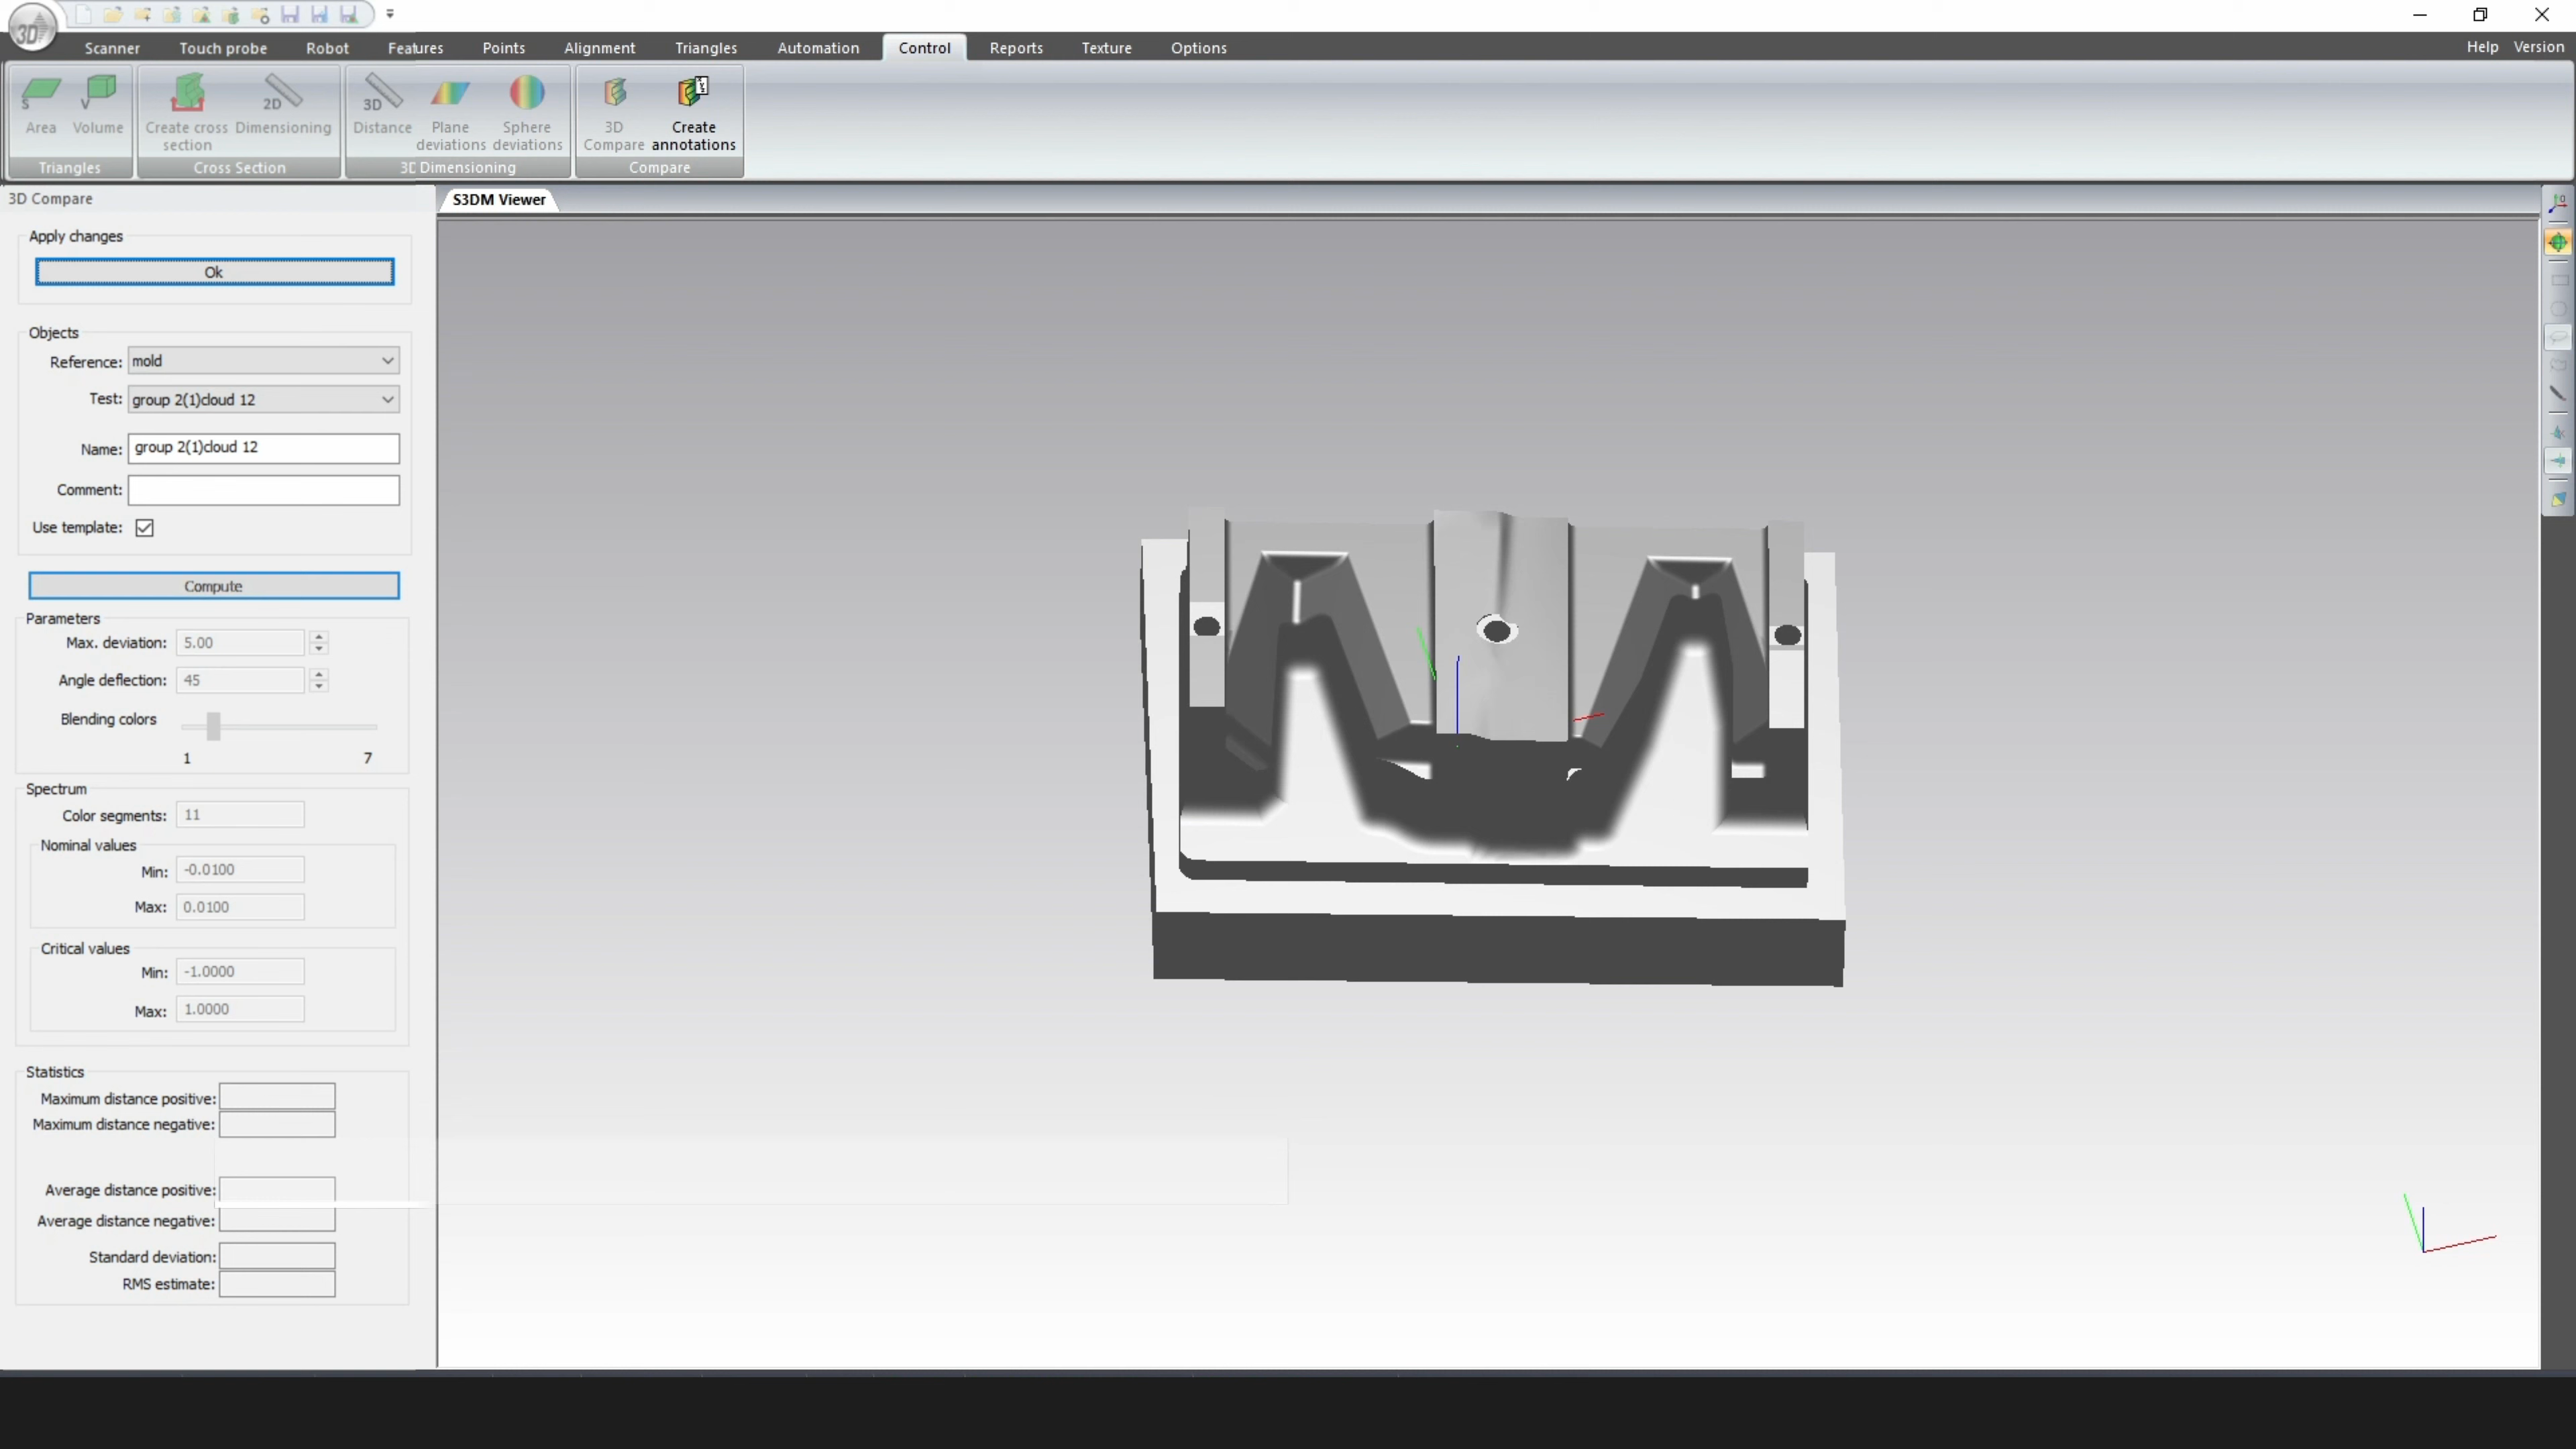 3D
Scanner Touch probe Robot Features Points Alignment Triangles Automation Control Reports Texture Options Help Version
Area Volume Create cross section 2D Dimensioning 3D Distance Plane deviations Sphere deviations 3D Compare Create annotations
Triangles Cross Section 3D Dimensioning Compare
3D Compare
S3DM Viewer
Apply changes
Ok
Objects
Reference: mold
Test: group 2(1)cloud 12
Name: group 2(1)cloud 12
Comment:
Use template:
Compute
Parameters
Max. deviation: 5.00
Angle deflection: 45
Blending colors
1 7
Spectrum
Color segments: 11
Nominal values
Min: -0.0100
Max: 0.0100
Critical values
Min: -1.0000
Max: 1.0000
Statistics
Maximum distance positive:
Maximum distance negative:
Average distance positive:
Average distance negative:
Standard deviation:
RMS estimate: